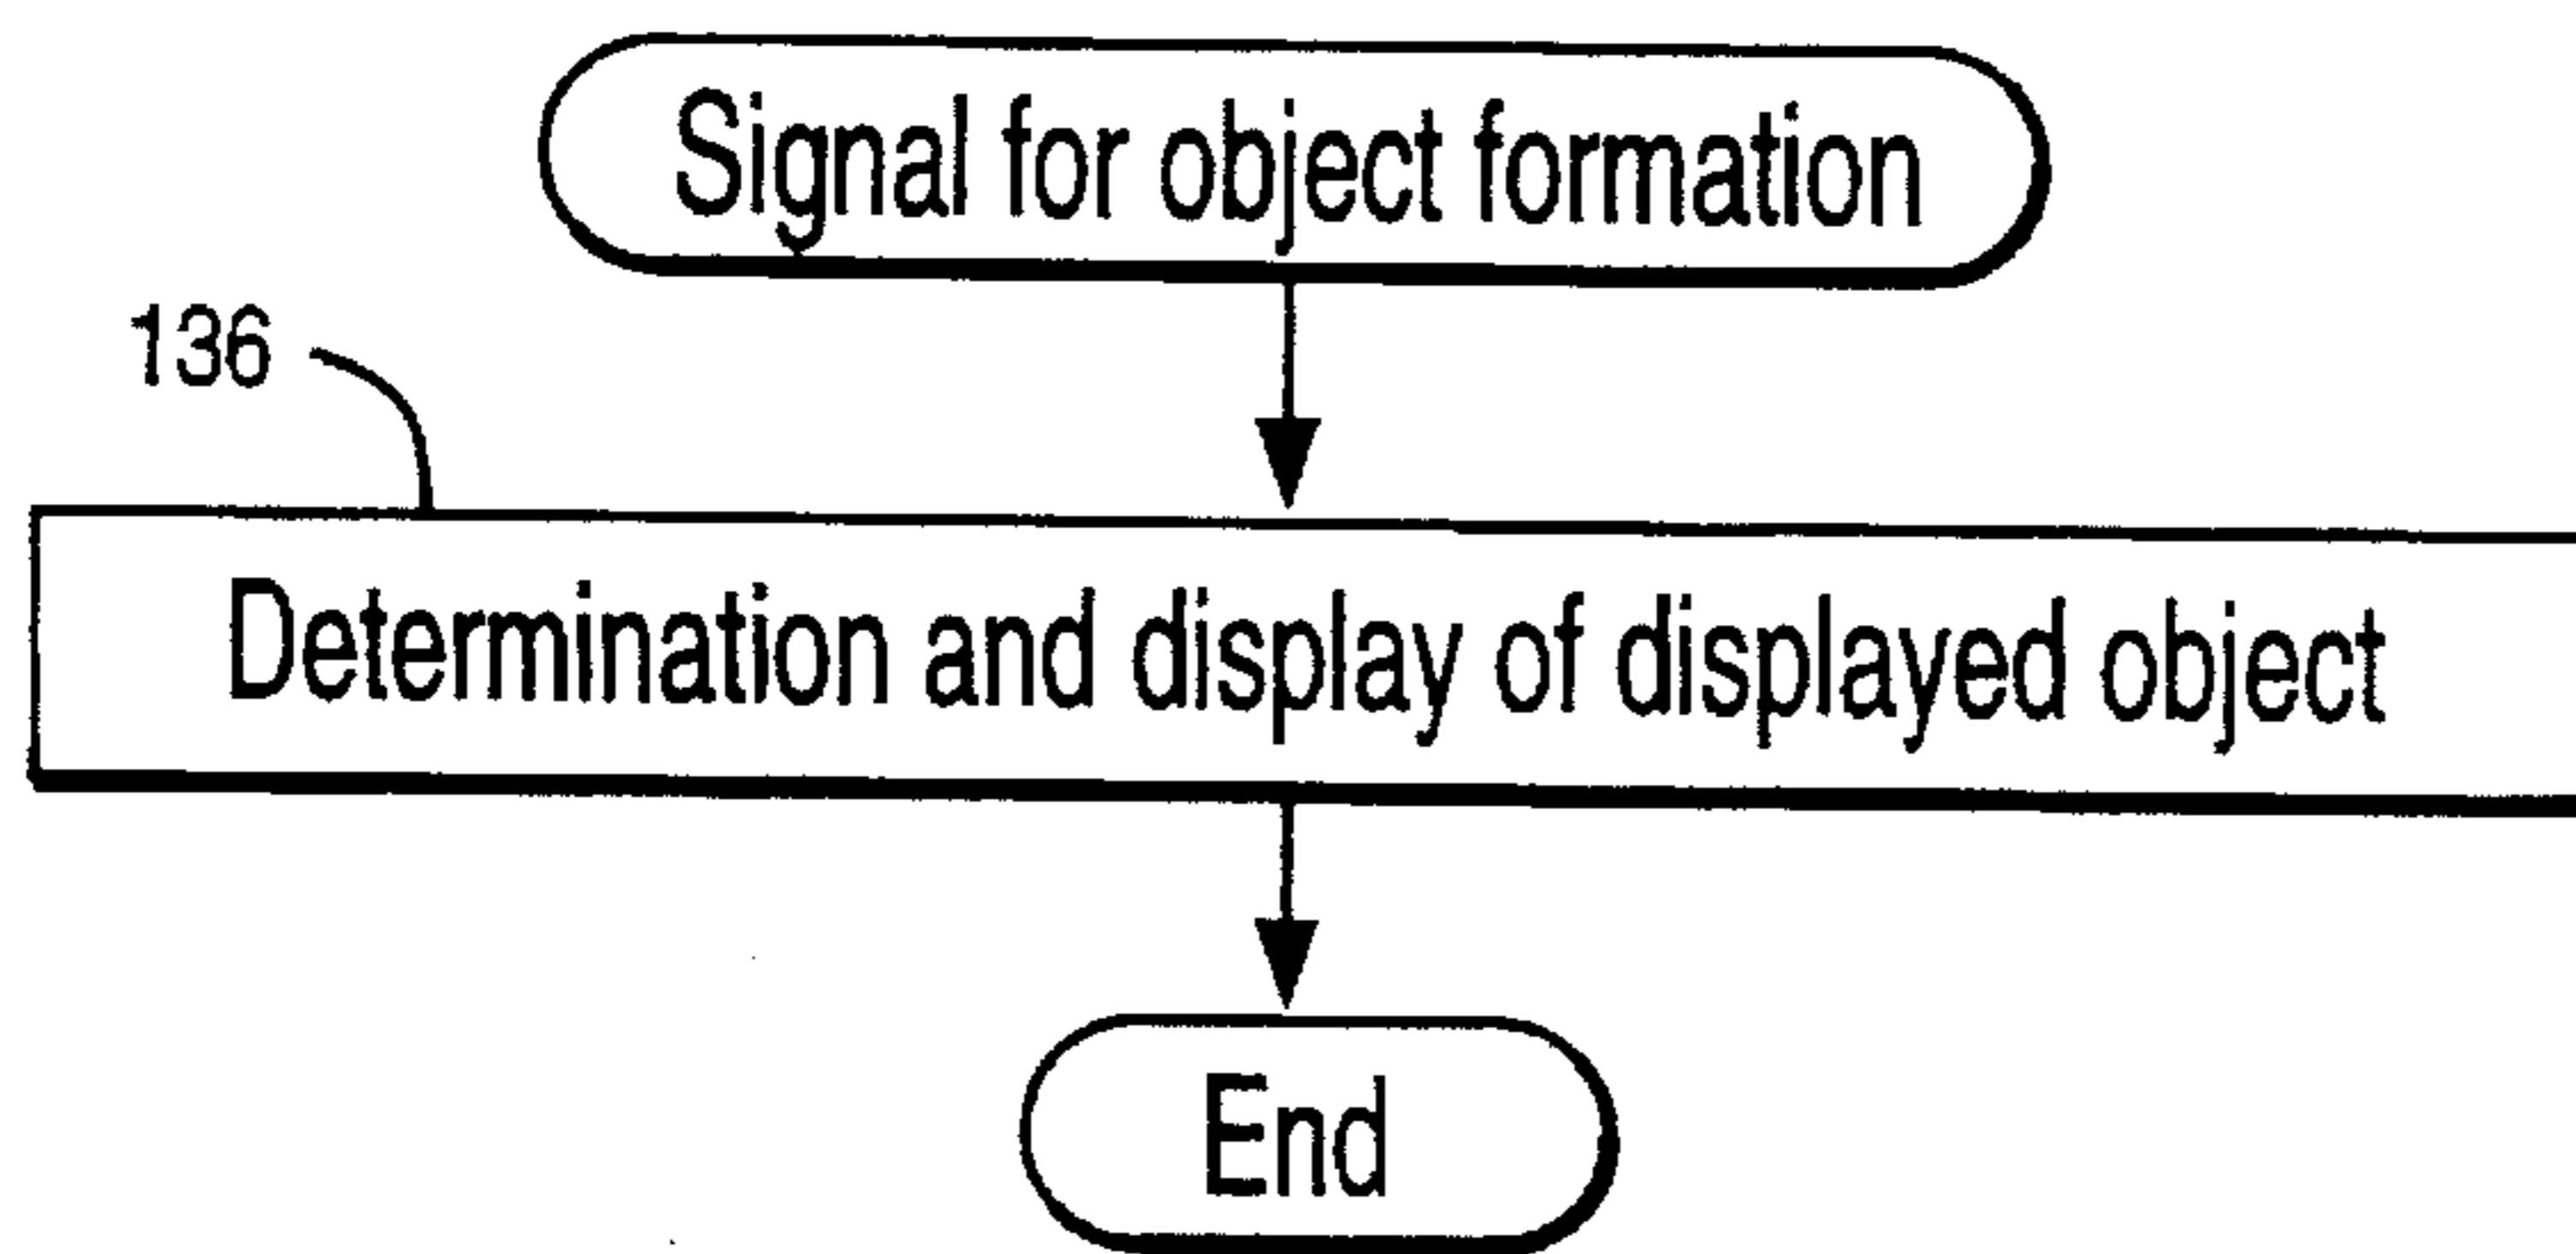 Signal for object formation
136
Determination and display of displayed object
End